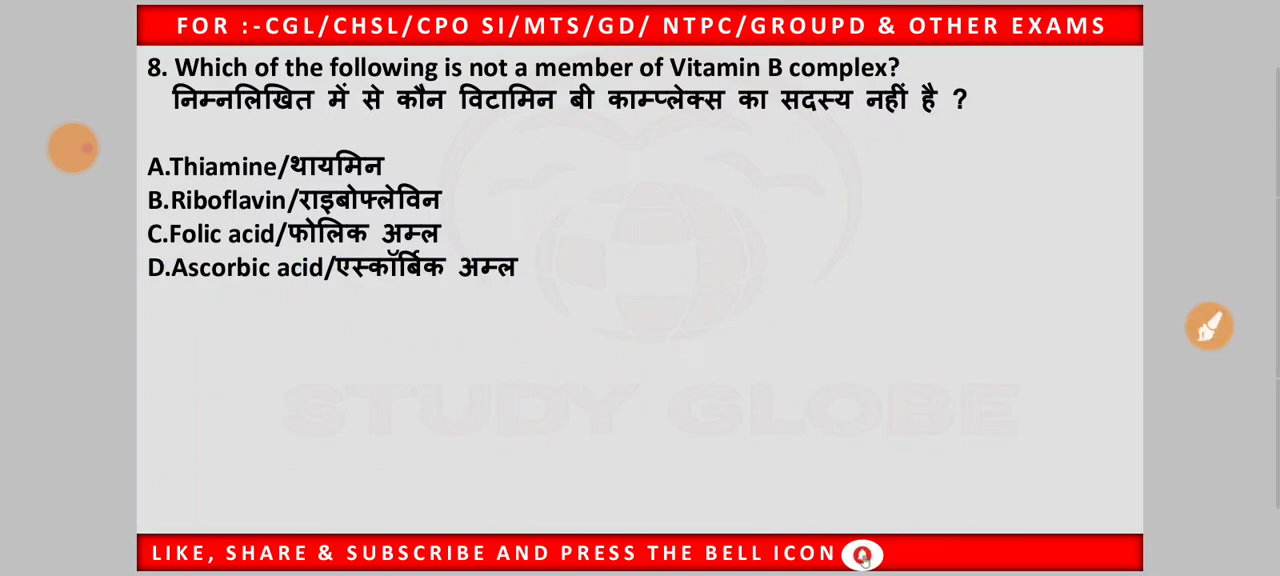 FOR :-CGL/CHSL/CPO SI/MTS/GD/ NTPC/GROUPD & OTHER EXAMS
8. Which of the following is not a member of Vitamin B complex?
निम्नलिखित में से कौन विटामिन बी काम्प्लेक्स का सदस्य नहीं है ?
A.Thiamine/थायमिन
B.Riboflavin/राइबोफ्लेविन
C.Folic acid/फोलिक अम्ल
D.Ascorbic acid/एस्कॉर्बिक अम्ल
STUDY GLOBE
LIKE, SHARE & SUBSCRIBE AND PRESS THE BELL ICON